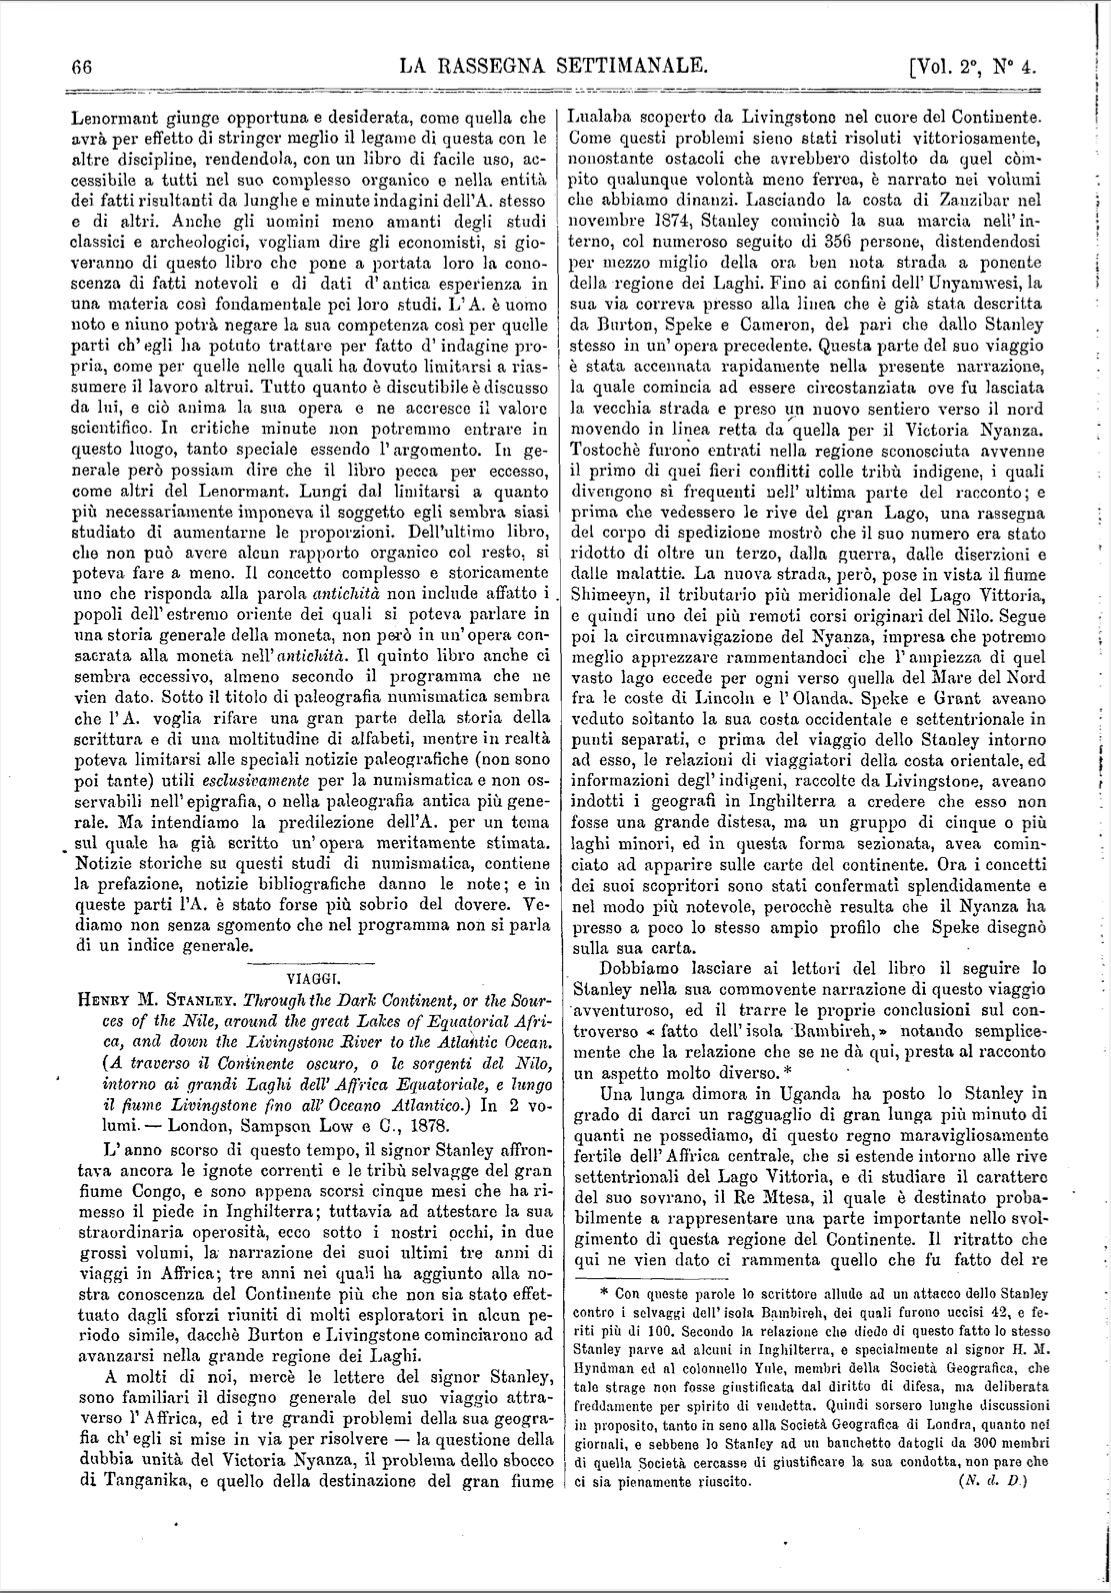 66
LA RASSEGNA SETTIMANALE.
[Vol. 2°, N° 4.
Lenormant giunge opportuna e desiderata, come quella che
avrà per effetto di stringer meglio il legame di questa con le
altre discipline, rendendola, con un libro di facile uso, ac-
cessibile a tutti nel suo complesso organico e nella entità
dei fatti risultanti da lunghe e minute indagini dell'A. stesso
e di altri. Anche gli uomini meno amanti degli studi
classici e archeologici, vogliam dire gli economisti, si gio-
veranno di questo libro che pone a portata loro la cono-
scenza di fatti notevoli e di dati d'antica esperienza in
una materia così fondamentale pei loro studi. L'A. è uomo
noto e niuno potrà negare la sua competenza così per quelle
parti ch'egli ha potuto trattare per fatto d'indagine pro-
pria, come per quelle nelle quali ha dovuto limitarsi a rias-
sumere il lavoro altrui. Tutto quanto è discutibile è discusso
da lui, e ciò anima la sua opera e ne accresce il valore
scientifico. In critiche minute non potremmo entrare in
questo luogo, tanto speciale essendo l'argomento. In ge-
nerale però possiam dire che il libro pecca per eccesso,
come altri del Lenormant. Lungi dal limitarsi a quanto
più necessariamente imponeva il soggetto egli sembra siasi
studiato di aumentarne le proporzioni. Dell'ultimo libro,
che non può avere alcun rapporto organico col resto, si
poteva fare a meno. Il concetto complesso e storicamente
uno che risponda alla parola antichità non include affatto i
popoli dell'estremo oriente dei quali si poteva parlare in
una storia generale della moneta, non però in un'opera con-
sacrata alla moneta nell'antichità. Il quinto libro anche ci
sembra eccessivo, almeno secondo il programma che ne
vien dato. Sotto il titolo di paleografia numismatica sembra
che l'A. voglia rifare una gran parte della storia della
scrittura e di una moltitudine di alfabeti, mentre in realtà
poteva limitarsi alle speciali notizie paleografiche (non sono
poi tante) utili esclusivamente per la numismatica e non os-
servabili nell'epigrafia, o nella paleografia antica più gene-
rale. Ma intendiamo la predilezione dell'A. per un tema
sul quale ha già scritto un'opera meritamente stimata.
Notizie storiche su questi studi di numismatica, contiene
la prefazione, notizie bibliografiche danno le note; e in
queste parti l'A. è stato forse più sobrio del dovere. Ve-
diamo non senza sgomento che nel programma non si parla
di un indice generale.
VIAGGI.
HENRY M. STANLEY. Through the Dark Continent, or the Sour-
ces of the Nile, around the great Lakes of Equatorial Afri-
ca, and down the Livingstone River to the Atlantic Ocean.
(A traverso il Continente oscuro, o le sorgenti del Nilo,
intorno ai grandi Laghi dell'Affrica Equatoriale, e lungo
il fiume Livingstone fino all'Oceano Atlantico.) In 2 vo-
lumi. — London, Sampson Low e C., 1878.
L'anno scorso di questo tempo, il signor Stanley affron-
tava ancora le ignote correnti e le tribù selvagge del gran
fiume Congo, e sono appena scorsi cinque mesi che ha ri-
messo il piede in Inghilterra; tuttavia ad attestare la sua
straordinaria operosità, ecco sotto i nostri occhi, in due
grossi volumi, la narrazione dei suoi ultimi tre anni di
viaggi in Affrica; tre anni nei quali ha aggiunto alla no-
stra conoscenza del Continente più che non sia stato effet-
tuato dagli sforzi riuniti di molti esploratori in alcun pe-
riodo simile, dacchè Burton e Livingstone cominciarono ad
avanzarsi nella grande regione dei Laghi.
A molti di noi, mercè le lettere del signor Stanley,
sono familiari il disegno generale del suo viaggio attra-
verso l'Affrica, ed i tre grandi problemi della sua geogra-
fia ch'egli si mise in via per risolvere — la questione della
dubbia unità del Victoria Nyanza, il problema dello sbocco
di Tanganika, e quello della destinazione del gran fiume
Lualaba scoperto da Livingstone nel cuore del Continente.
Come questi problemi sieno stati risoluti vittoriosamente,
nonostante ostacoli che avrebbero distolto da quel còm-
pito qualunque volontà meno ferrea, è narrato nei volumi
che abbiamo dinanzi. Lasciando la costa di Zanzibar nel
novembre 1874, Stanley cominciò la sua marcia nell'in-
terno, col numeroso seguito di 356 persone, distendendosi
per mezzo miglio della ora ben nota strada a ponente
della regione dei Laghi. Fino ai confini dell'Unyamwesi, la
sua via correva presso alla linea che è già stata descritta
da Burton, Speke e Cameron, del pari che dallo Stanley
stesso in un'opera precedente. Questa parte del suo viaggio
è stata accennata rapidamente nella presente narrazione,
la quale comincia ad essere circostanziata ove fu lasciata
la vecchia strada e preso un nuovo sentiero verso il nord
movendo in linea retta da quella per il Victoria Nyanza.
Tostochè furono entrati nella regione sconosciuta avvenne
il primo di quei fieri conflitti colle tribù indigene, i quali
divengono sì frequenti nell'ultima parte del racconto; e
prima che vedessero le rive del gran Lago, una rassegna
del corpo di spedizione mostrò che il suo numero era stato
ridotto di oltre un terzo, dalla guerra, dalle diserzioni e
dalle malattie. La nuova strada, però, pose in vista il fiume
Shimeeyn, il tributario più meridionale del Lago Vittoria,
e quindi uno dei più remoti corsi originari del Nilo. Segue
poi la circumnavigazione del Nyanza, impresa che potremo
meglio apprezzare rammentandoci che l'ampiezza di quel
vasto lago eccede per ogni verso quella del Mare del Nord
fra le coste di Lincoln e l'Olanda. Speke e Grant aveano
veduto soltanto la sua costa occidentale e settentrionale in
punti separati, e prima del viaggio dello Stanley intorno
ad esso, le relazioni di viaggiatori della costa orientale, ed
informazioni degl'indigeni, raccolte da Livingstone, aveano
indotti i geografi in Inghilterra a credere che esso non
fosse una grande distesa, ma un gruppo di cinque o più
laghi minori, ed in questa forma sezionata, avea comin-
ciato ad apparire sulle carte del continente. Ora i concetti
dei suoi scopritori sono stati confermati splendidamente e
nel modo più notevole, perocchè resulta che il Nyanza ha
presso a poco lo stesso ampio profilo che Speke disegnò
sulla sua carta.
Dobbiamo lasciare ai lettori del libro il seguire lo
Stanley nella sua commovente narrazione di questo viaggio
avventuroso, ed il trarre le proprie conclusioni sul con-
troverso « fatto dell'isola Bambireh, » notando semplice-
mente che la relazione che se ne dà qui, presta al racconto
un aspetto molto diverso. *
Una lunga dimora in Uganda ha posto lo Stanley in
grado di darci un ragguaglio di gran lunga più minuto di
quanti ne possediamo, di questo regno maravigliosamente
fertile dell'Affrica centrale, che si estende intorno alle rive
settentrionali del Lago Vittoria, e di studiare il carattere
del suo sovrano, il Re Mtesa, il quale è destinato proba-
bilmente a rappresentare una parte importante nello svol-
gimento di questa regione del Continente. Il ritratto che
qui ne vien dato ci rammenta quello che fu fatto del re
* Con queste parole lo scrittore allude ad un attacco dello Stanley
contro i selvaggi dell'isola Bambireh, dei quali furono uccisi 42, e fe-
riti più di 100. Secondo la relazione che diede di questo fatto lo stesso
Stanley parve ad alcuni in Inghilterra, e specialmente al signor H. M.
Hyndman ed al colonnello Yule, membri della Società Geografica, che
tale strage non fosse giustificata dal diritto di difesa, ma deliberata
freddamente per spirito di vendetta. Quindi sorsero lunghe discussioni
in proposito, tanto in seno alla Società Geografica di Londra, quanto nei
giornali, e sebbene lo Stanley ad un banchetto datogli da 300 membri
di quella Società cercasse di giustificare la sua condotta, non pare che
ci sia pienamente riuscito. (N. d. D.)